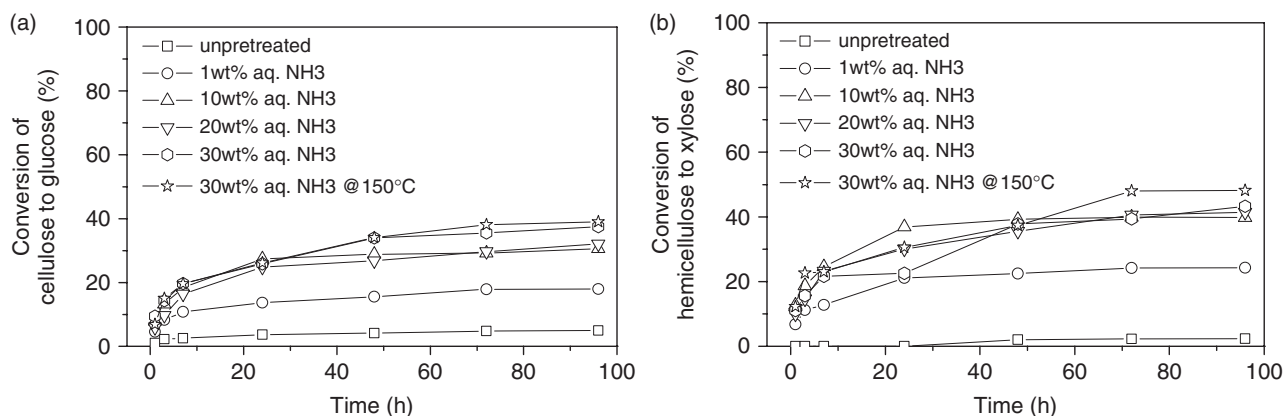 (a)
100
80
60
40
20
0
Conversion of
cellulose to glucose (%)
unpretreated
1wt% aq. NH3
10wt% aq. NH3
20wt% aq. NH3
30wt% aq. NH3
30wt% aq. NH3 @150°C
0 20 40 60 80 100
Time (h)
(b)
100
80
60
40
20
0
Conversion of
hemicellulose to xylose (%)
unpretreated
1wt% aq. NH3
10wt% aq. NH3
20wt% aq. NH3
30wt% aq. NH3
30wt% aq. NH3 @150°C
0 20 40 60 80 100
Time (h)